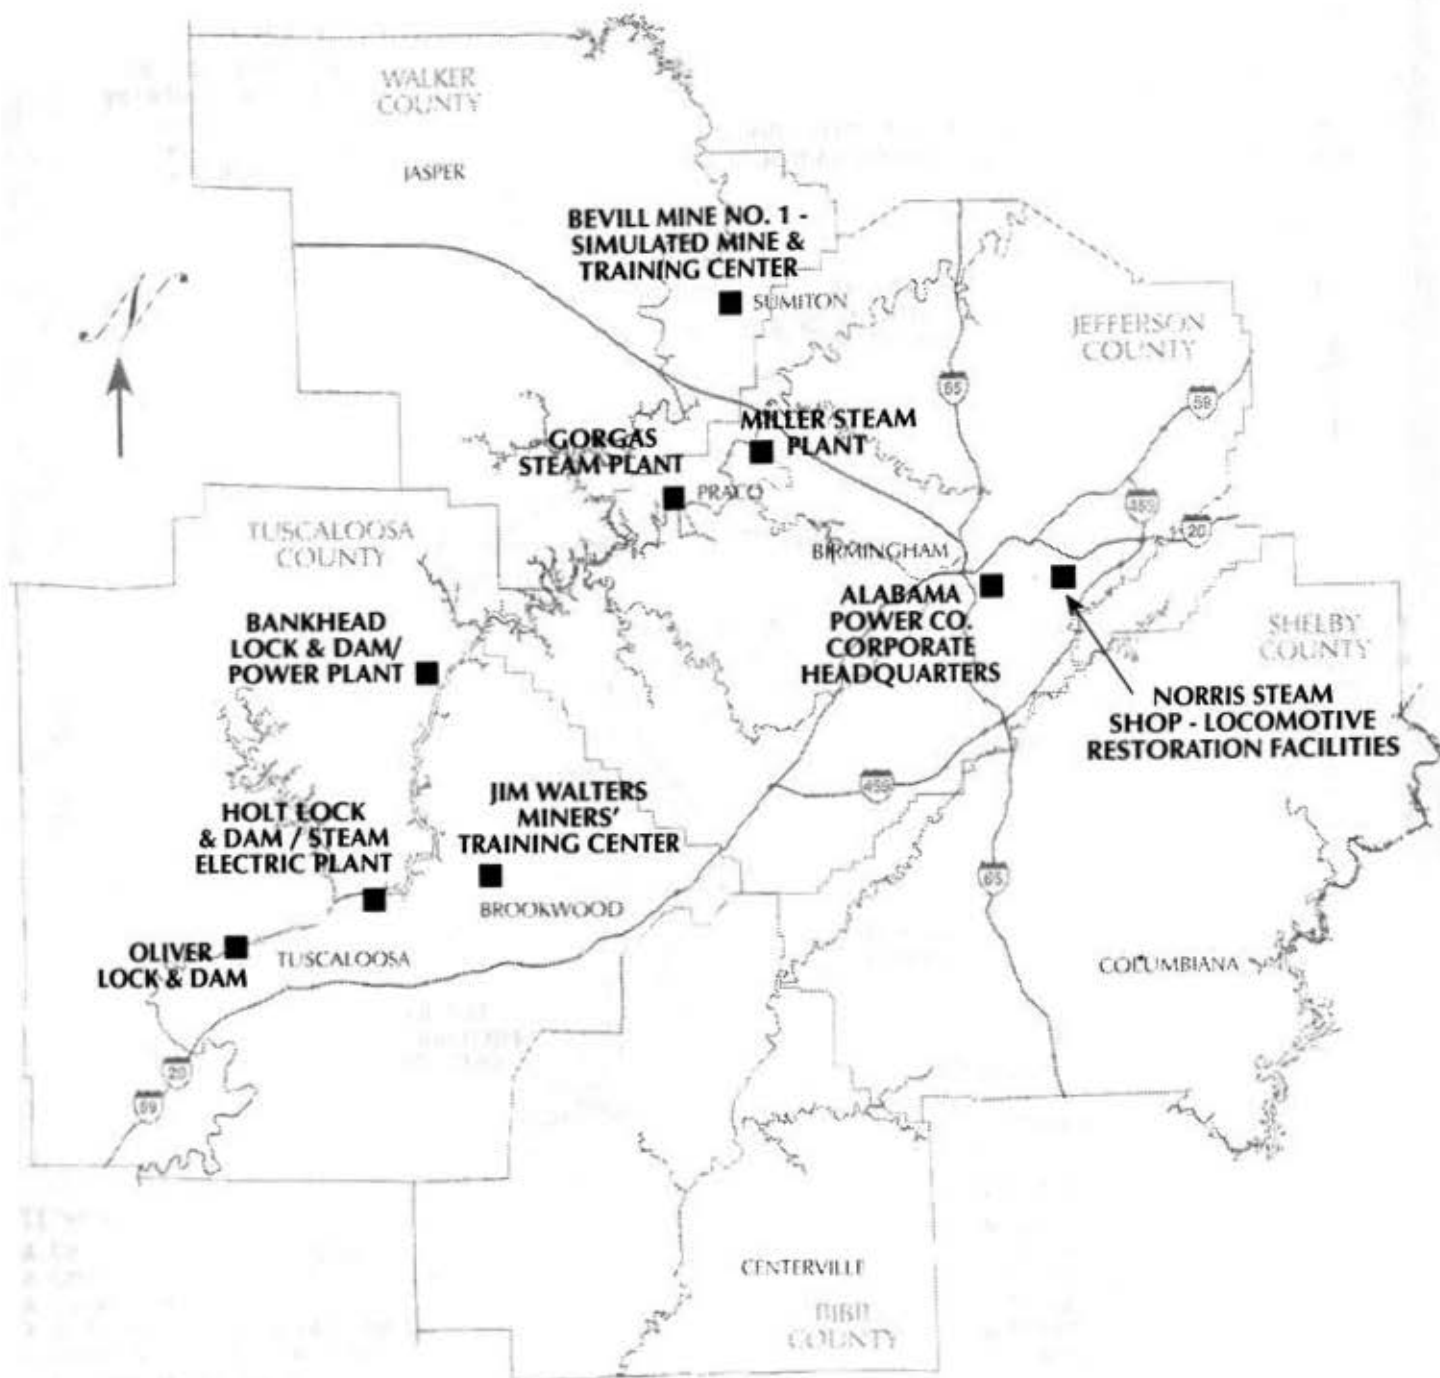 WALKER
COUNTY
JASPER
BEVILL MINE NO. 1 -
SIMULATED MINE &
TRAINING CENTER
SUMITON
JEFFERSON
COUNTY
65
59
MILLER STEAM
PLANT
GORGAS
STEAM PLANT
PRACO
459
20
TUSCALOOSA
COUNTY
BIRMINGHAM
ALABAMA
POWER CO.
CORPORATE
HEADQUARTERS
BANKHEAD
LOCK & DAM/
POWER PLANT
SHELBY
COUNTY
NORRIS STEAM
SHOP - LOCOMOTIVE
RESTORATION FACILITIES
459
JIM WALTERS
MINERS'
TRAINING CENTER
HOLT LOCK
& DAM / STEAM
ELECTRIC PLANT
65
BROOKWOOD
OLIVER
LOCK & DAM
TUSCALOOSA
COLUMBIANA
20
59
CENTERVILLE
BIBB
COUNTY